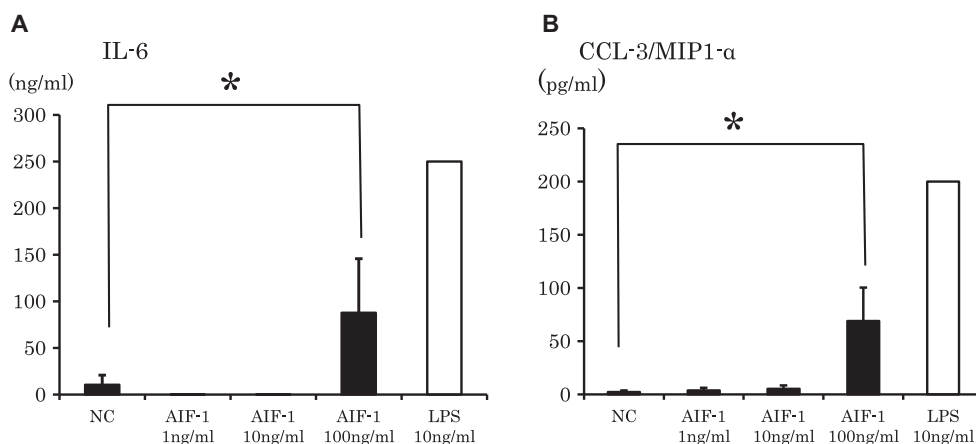 A
IL-6
(ng/ml)
*
300
250
200
150
100
50
0
NC
AIF-1
1ng/ml
AIF-1
10ng/ml
AIF-1
100ng/ml
LPS
10ng/ml
B
CCL-3/MIP1-α
(pg/ml)
*
250
200
150
100
50
0
NC
AIF-1
1ng/ml
AIF-1
10ng/ml
AIF-1
100ng/ml
LPS
10ng/ml